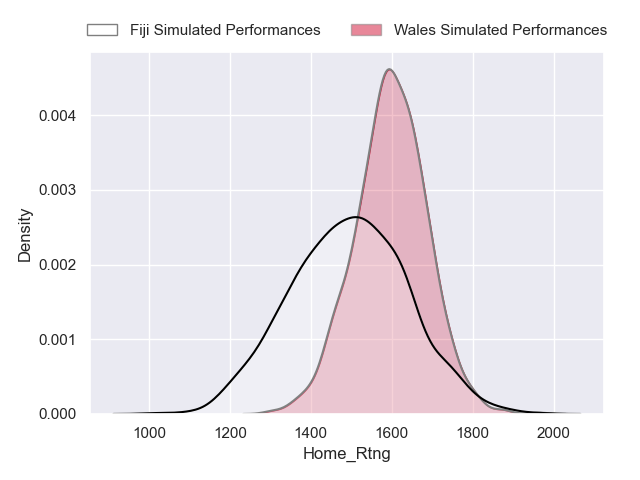 Fiji Simulated Performances
Wales Simulated Performances
Density
0.004
0.003
0.002
0.001
0.000
1000
1200
1400
1600
1800
2000
Home_Rtng